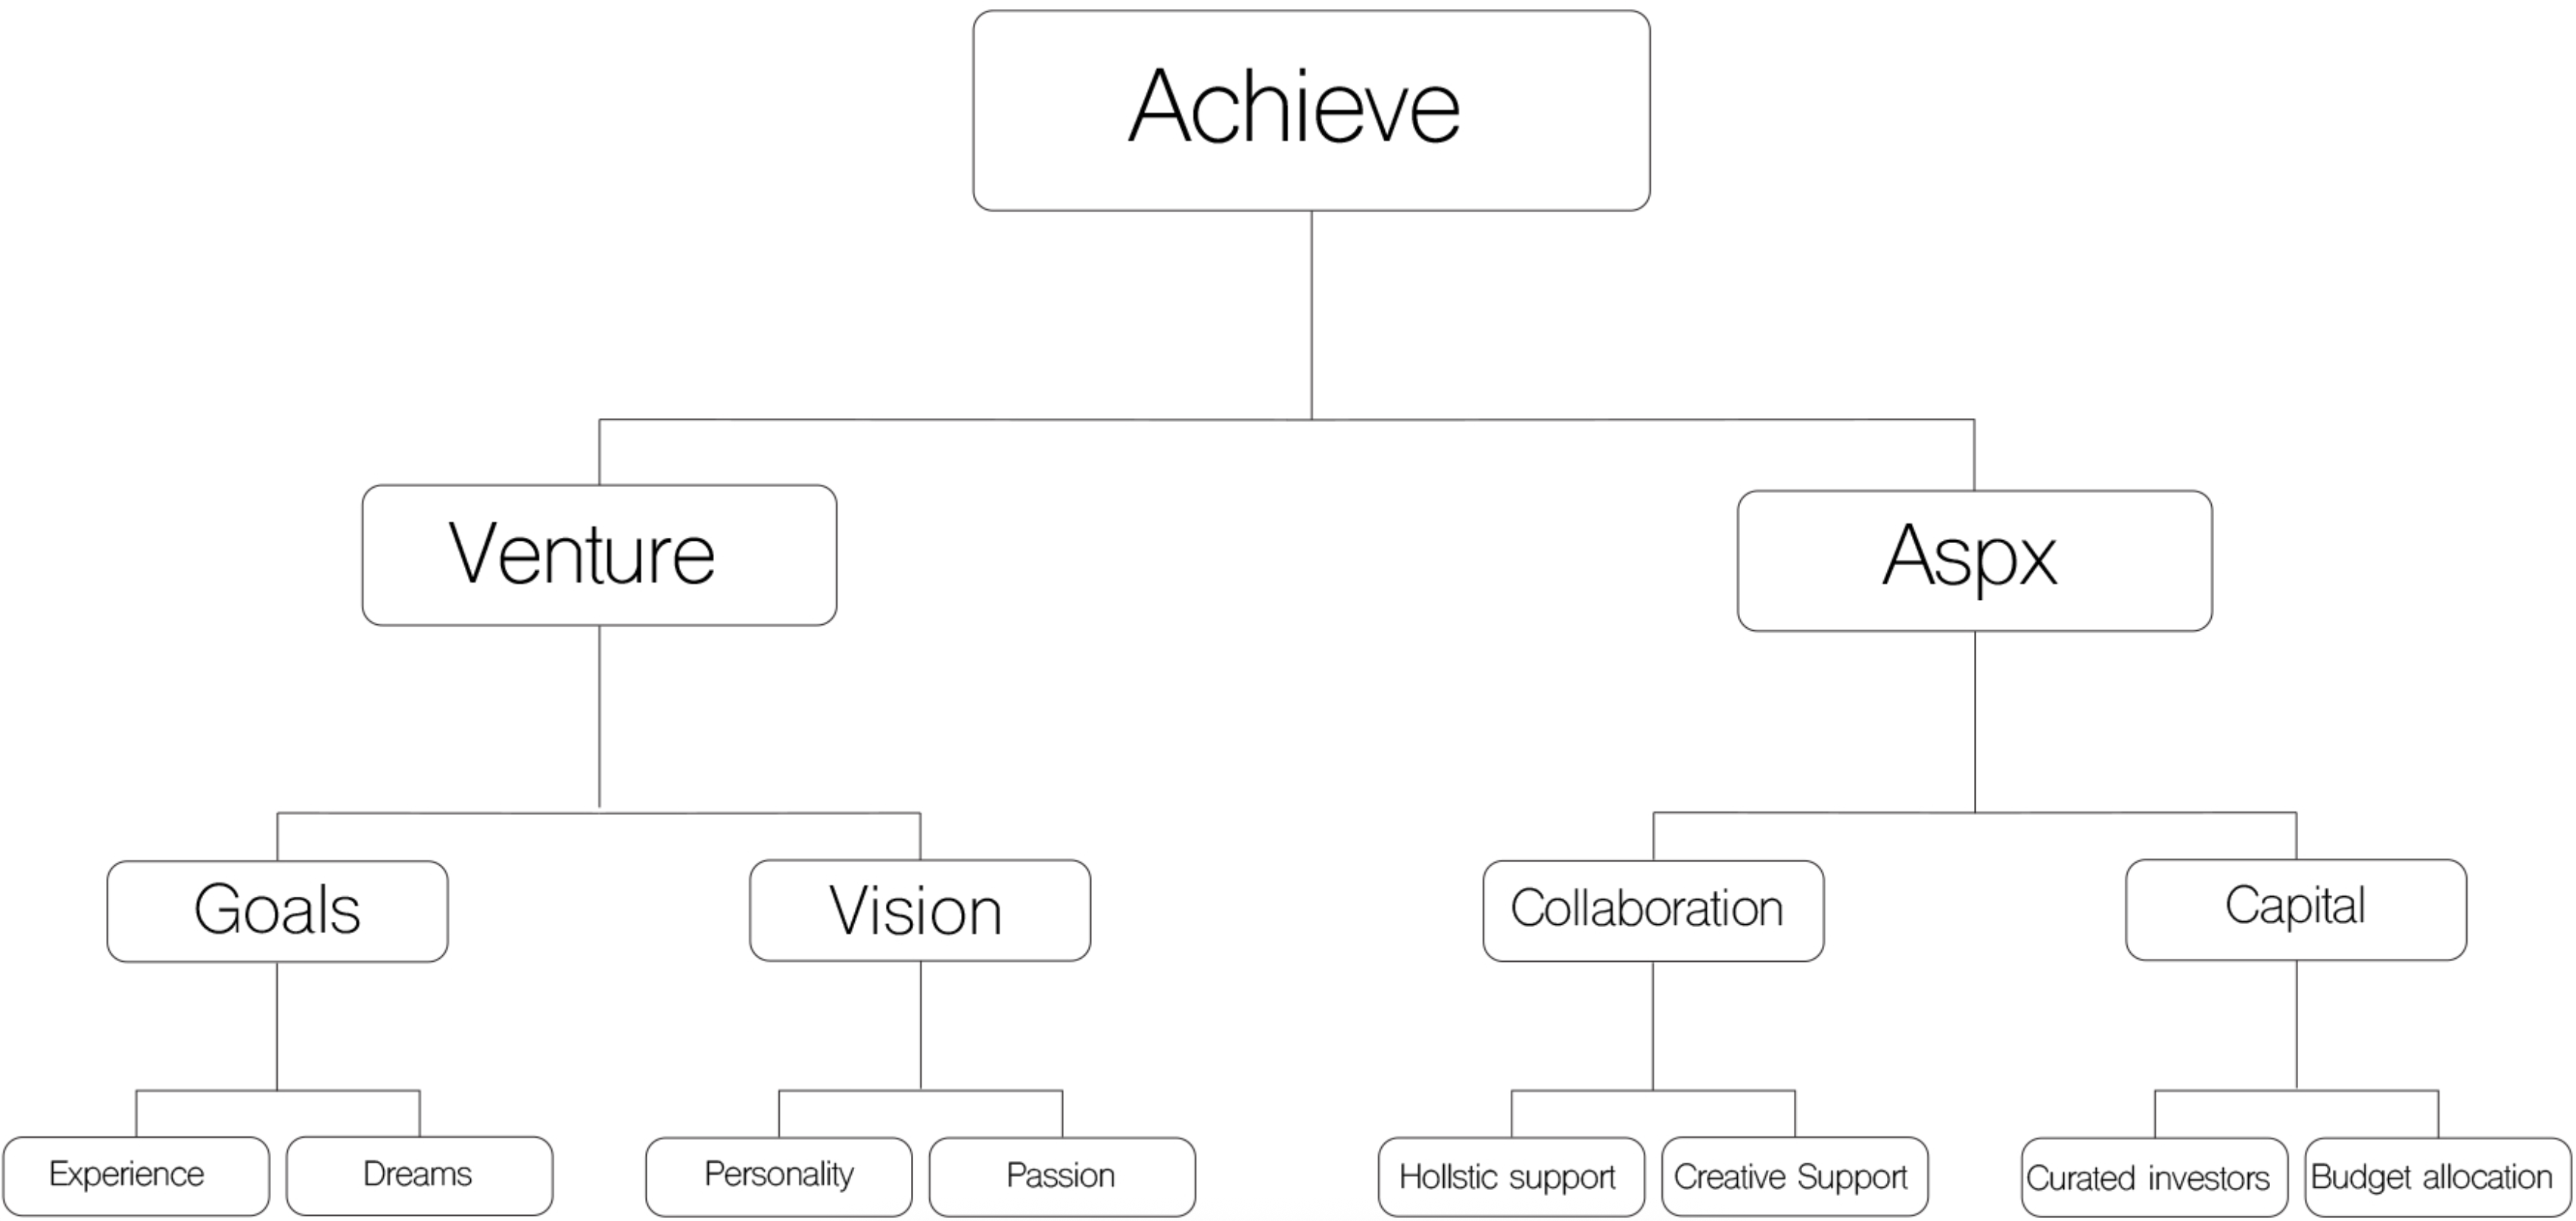 Achieve
Venture
Aspx
Goals
Vision
Collaboration
Capital
Experience
Dreams
Personality
Passion
Hollstic support
Creative Support
Curated investors
Budget allocation